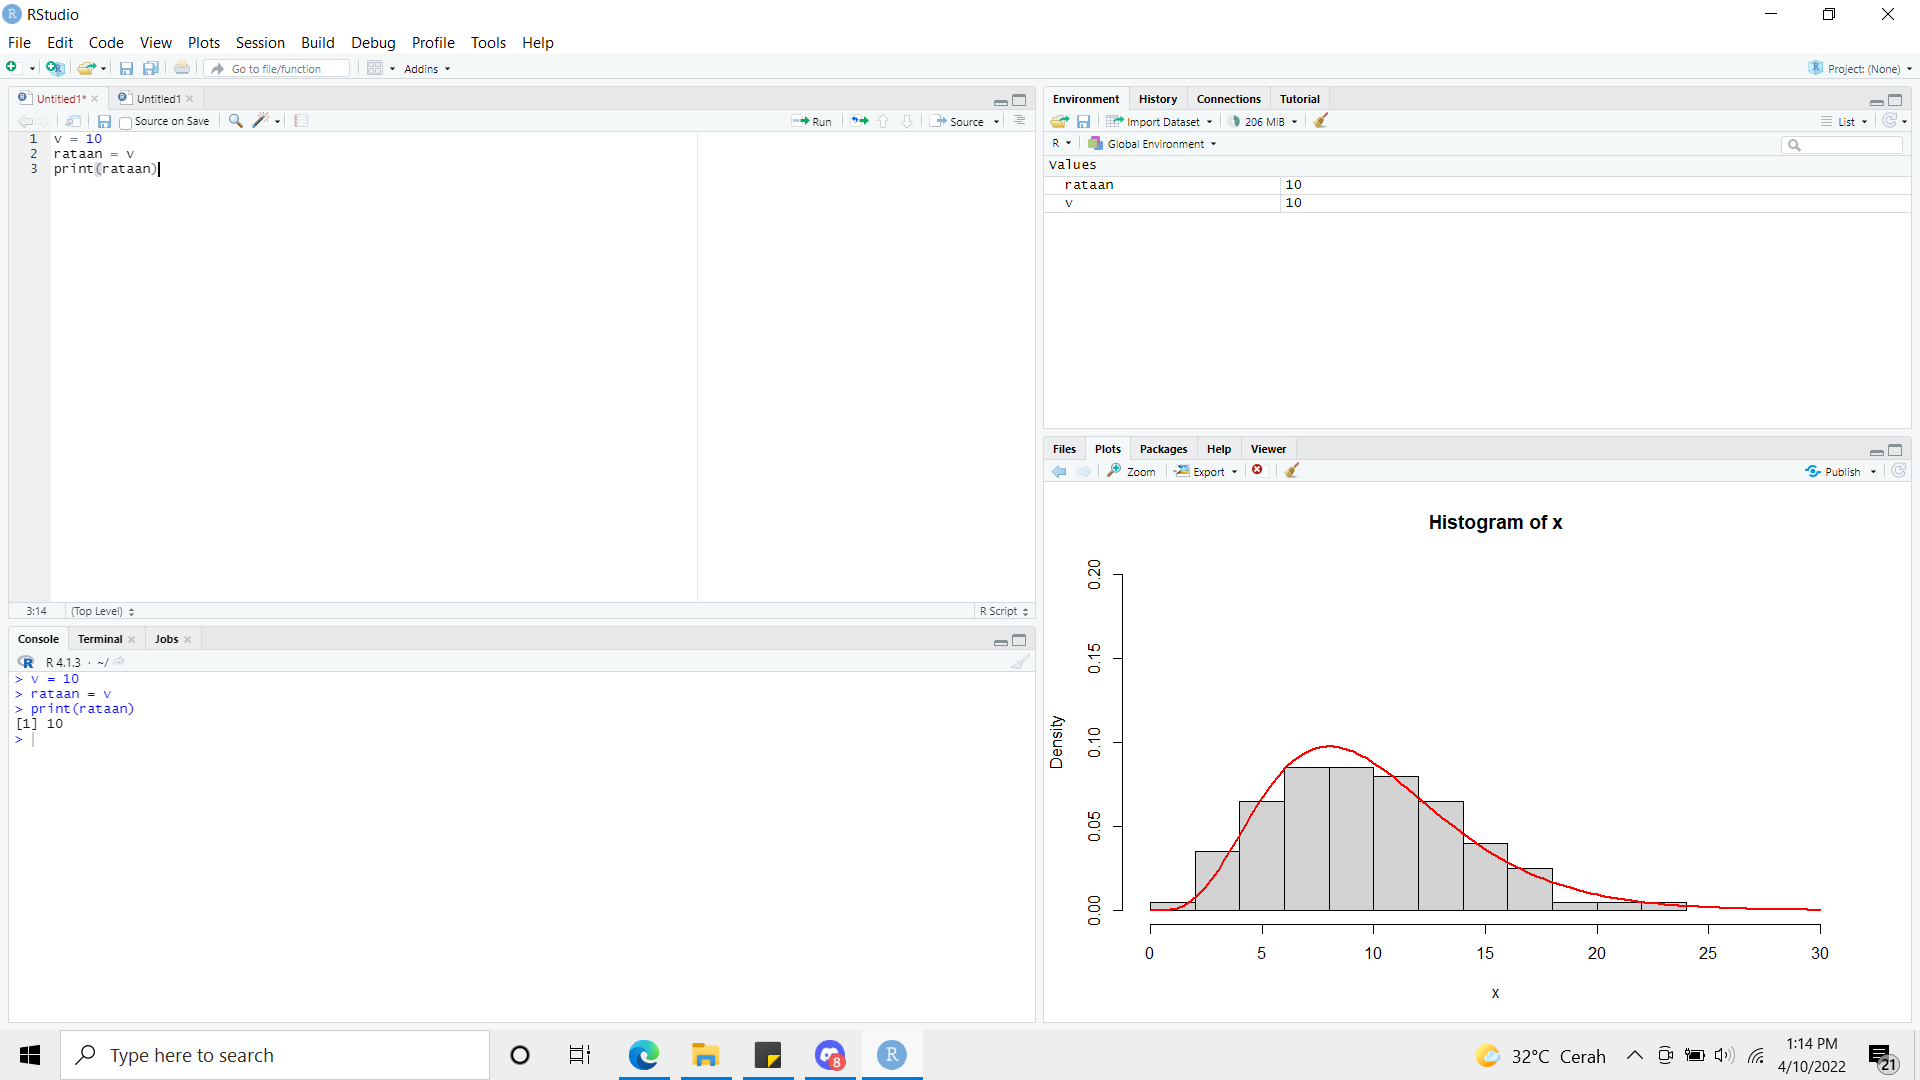 RStudio
File Edit Code View Plots Session Build Debug Profile Tools Help
Go to file/function Addins Project: (None)
Untitled1* Untitled1
Source on Save Run Source
1 v = 10
2 rataan = v
3 print(rataan)
3:14 (Top Level) R Script
Console Terminal Jobs
R 4.1.3 · ~/
> v = 10
> rataan = v
> print(rataan)
[1] 10
>
Environment History Connections Tutorial
Import Dataset 206 MiB List
R Global Environment
Values
rataan 10
v 10
Files Plots Packages Help Viewer
Zoom Export Publish
Histogram of x
Density
0.20
0.15
0.10
0.05
0.00
0 5 10 15 20 25 30
x
Type here to search
8
R
32°C Cerah
1:14 PM
4/10/2022
21